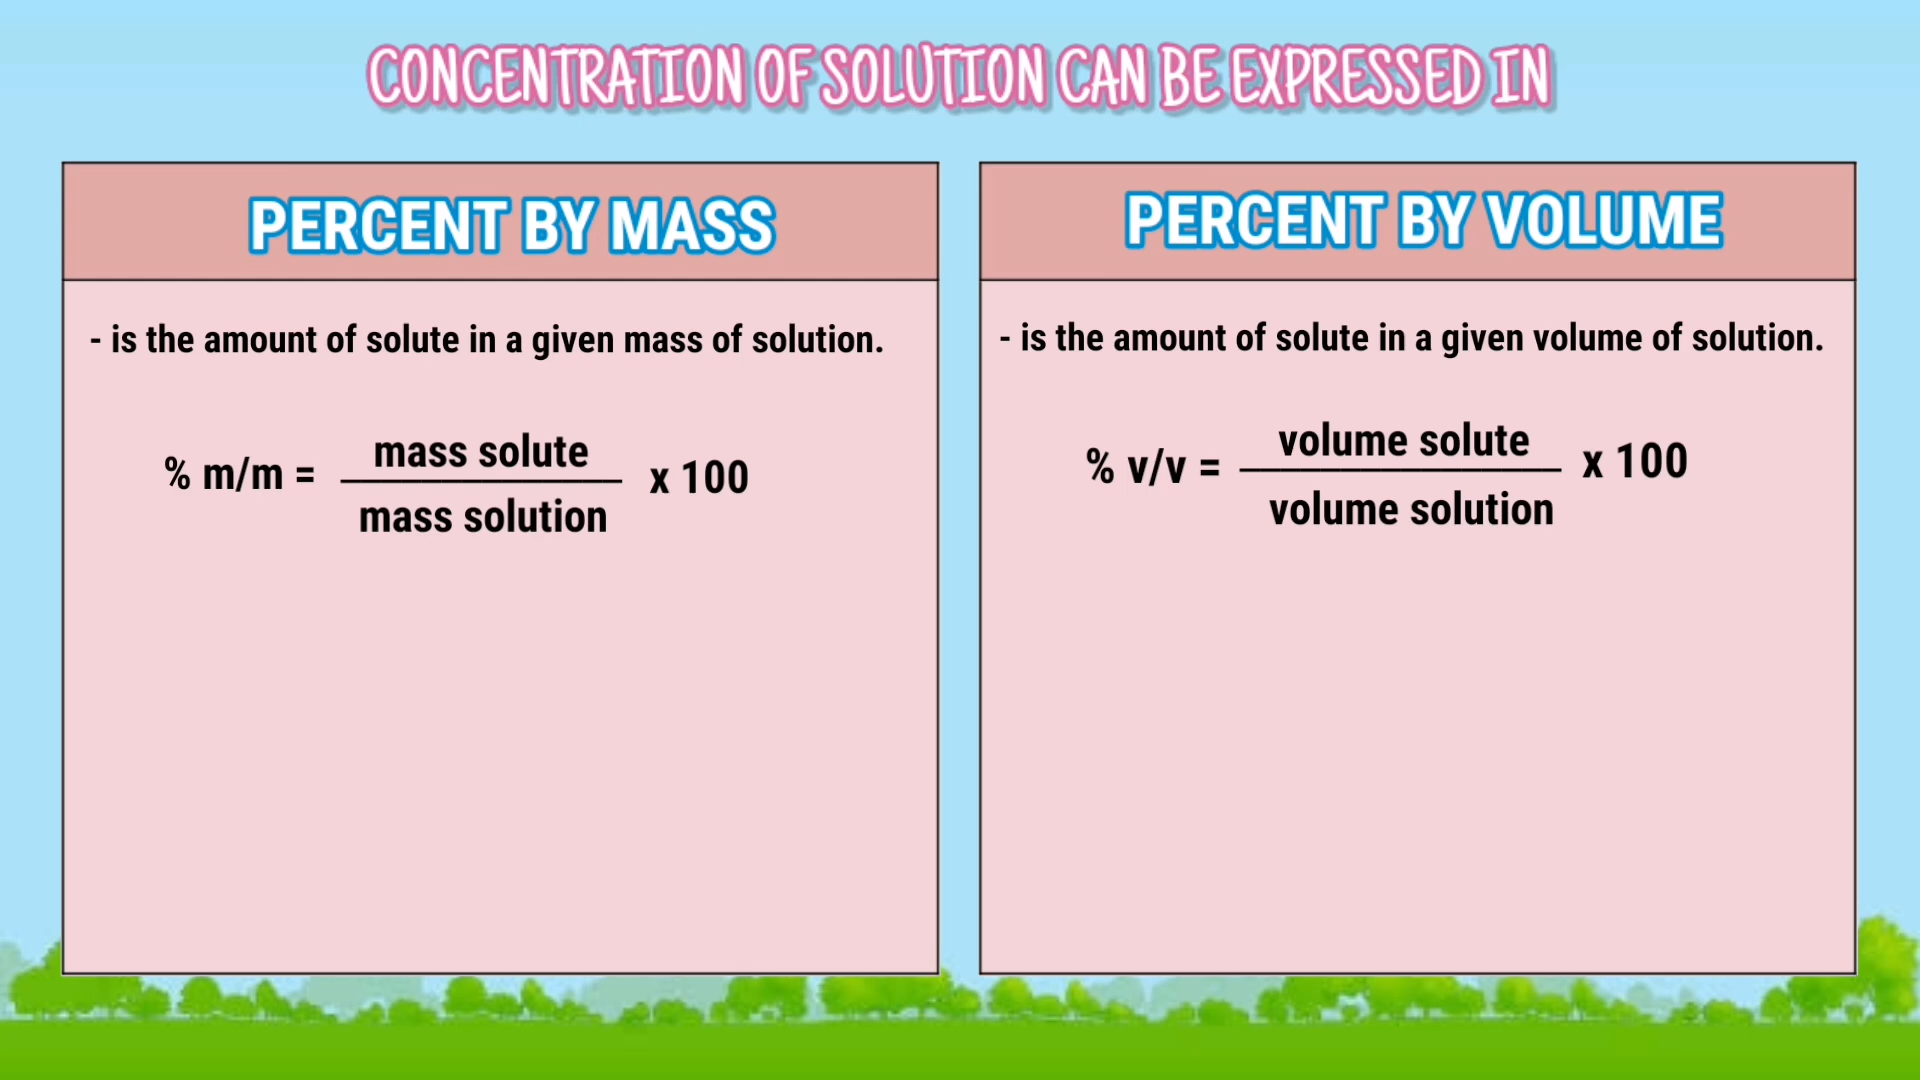 CONCENTRATION OF SOLUTION CAN BE EXPRESSED IN
PERCENT BY MASS
- is the amount of solute in a given mass of solution.
% m/m = mass solute x 100
mass solution
PERCENT BY VOLUME
- is the amount of solute in a given volume of solution.
% v/v = volume solute x 100
volume solution